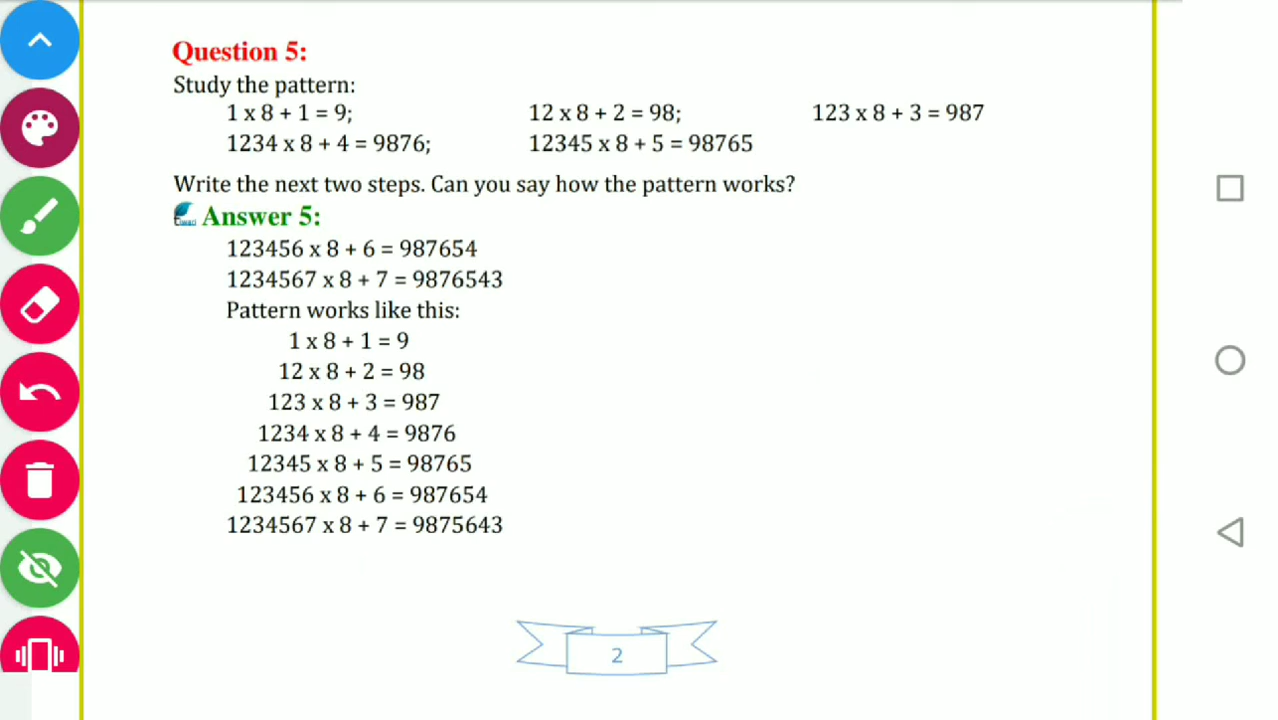 Question 5:
Study the pattern:
1 x 8 + 1 = 9; 12 x 8 + 2 = 98; 123 x 8 + 3 = 987
1234 x 8 + 4 = 9876; 12345 x 8 + 5 = 98765
Write the next two steps. Can you say how the pattern works?
Answer 5:
123456 x 8 + 6 = 987654
1234567 x 8 + 7 = 9876543
Pattern works like this:
1 x 8 + 1 = 9
12 x 8 + 2 = 98
123 x 8 + 3 = 987
1234 x 8 + 4 = 9876
12345 x 8 + 5 = 98765
123456 x 8 + 6 = 987654
1234567 x 8 + 7 = 9875643
2